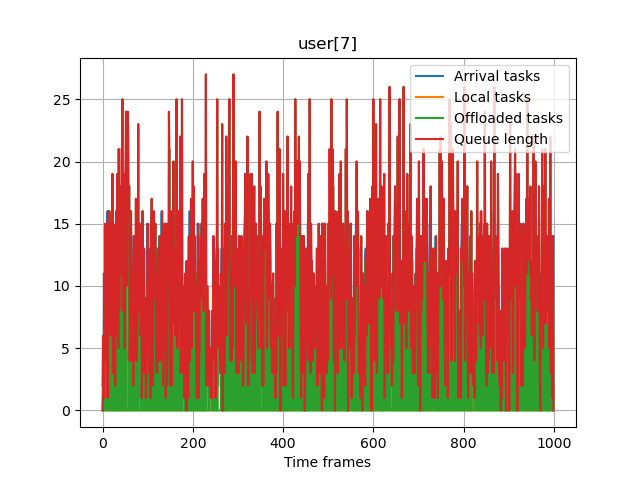 user[7]
Arrival tasks
Local tasks
Offloaded tasks
Queue length
25
20
15
10
5
0
0 200 400 600 800 1000
Time frames